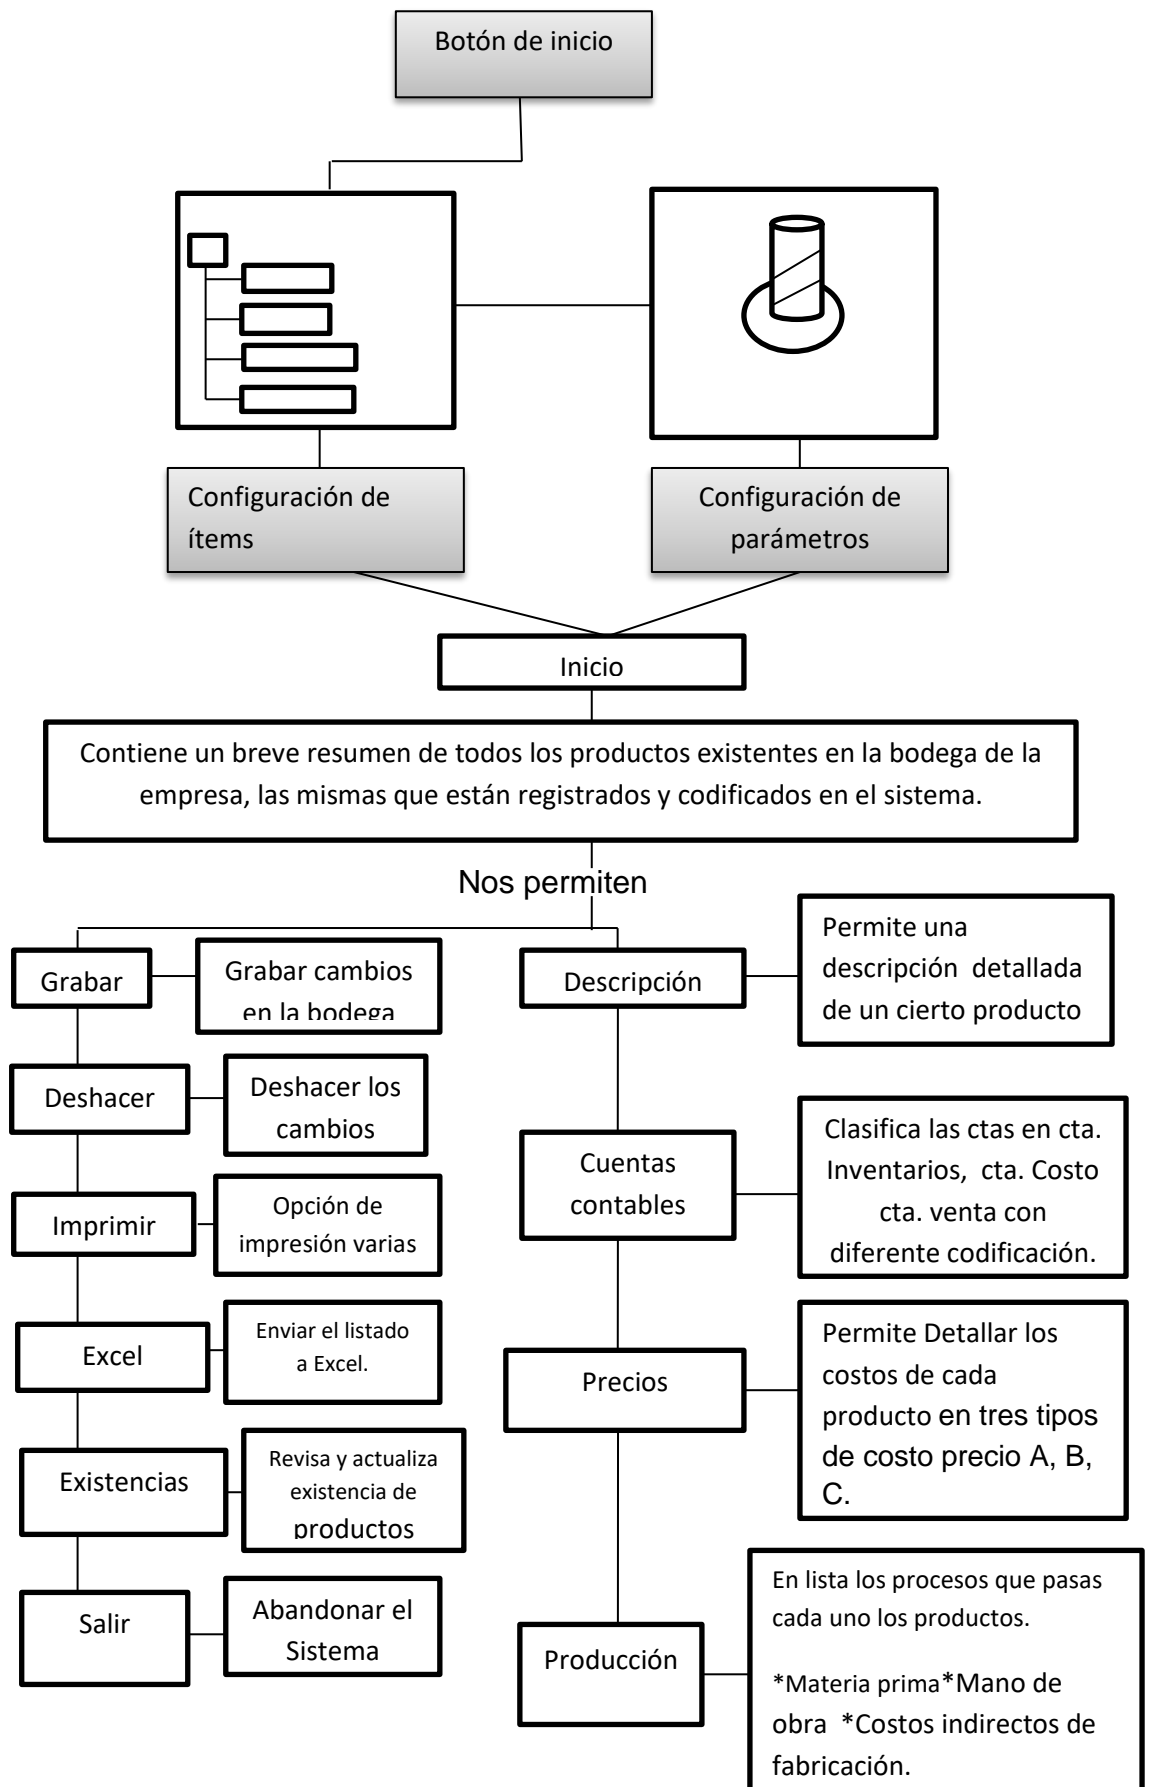 Botón de inicio
Configuración de
ítems
Configuración de
parámetros
Inicio
Contiene un breve resumen de todos los productos existentes en la bodega de la
empresa, las mismas que están registrados y codificados en el sistema.
Nos permiten
Grabar
Grabar cambios
en la bodega
Deshacer
Deshacer los
cambios
Imprimir
Opción de
impresión varias
Excel
Enviar el listado
a Excel.
Existencias
Revisa y actualiza
existencia de
productos
Salir
Abandonar el
Sistema
Descripción
Permite una
descripción detallada
de un cierto producto
Cuentas
contables
Clasifica las ctas en cta.
Inventarios, cta. Costo
cta. venta con
diferente codificación.
Precios
Permite Detallar los
costos de cada
producto en tres tipos
de costo precio A, B,
C.
Producción
En lista los procesos que pasas
cada uno los productos.
*Materia prima*Mano de
obra *Costos indirectos de
fabricación.